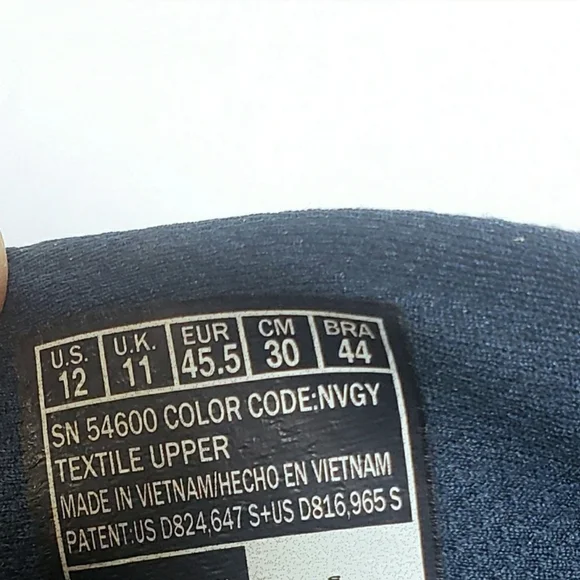 U.S. U.K. EUR CM BRA
12 11 45.5 30 44
SN 54600 COLOR CODE:NVGY
TEXTILE UPPER
MADE IN VIETNAM/HECHO EN VIETNAM
PATENT:US D824,647 S+US D816,965 S